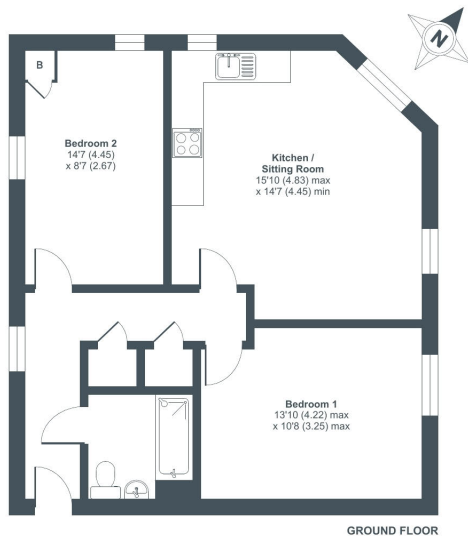 N
B
Bedroom 2
14'7 (4.45)
x 8'7 (2.67)
Kitchen /
Sitting Room
15'10 (4.83) max
x 14'7 (4.45) min
Bedroom 1
13'10 (4.22) max
x 10'8 (3.25) max
GROUND FLOOR